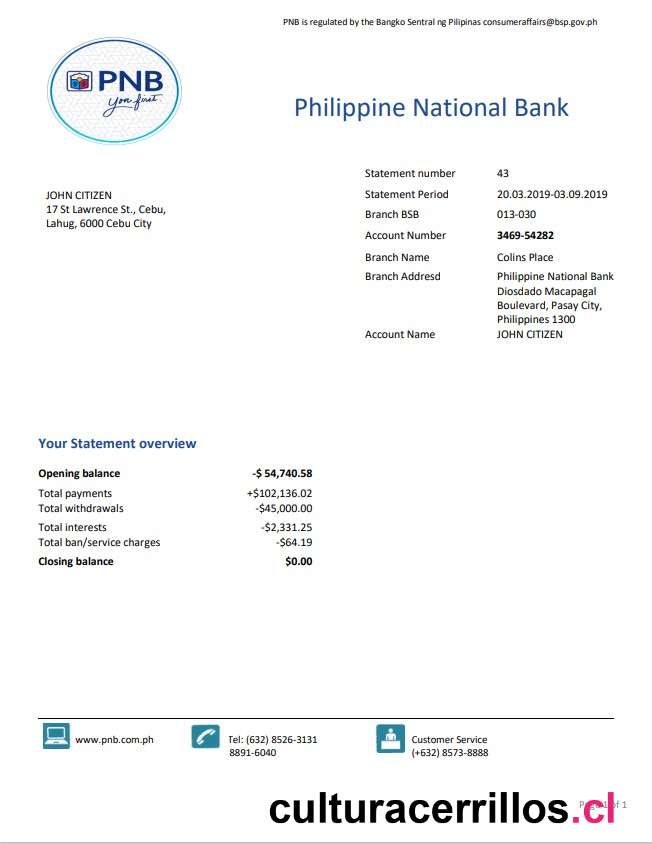 PNB is regulated by the Bangko Sentral ng Pilipinas consumeraffairs@bsp.gov.ph
PNB
You first
Philippine National Bank
Statement number 43
JOHN CITIZEN
17 St Lawrence St., Cebu,
Lahug, 6000 Cebu City
Statement Period 20.03.2019-03.09.2019
Branch BSB 013-030
Account Number 3469-54282
Branch Name Colins Place
Branch Addresd Philippine National Bank
Diosdado Macapagal
Boulevard, Pasay City,
Philippines 1300
Account Name JOHN CITIZEN
Your Statement overview
Opening balance -$ 54,740.58
Total payments +$102,136.02
Total withdrawals -$45,000.00
Total interests -$2,331.25
Total ban/service charges -$64.19
Closing balance $0.00
www.pnb.com.ph
Tel: (632) 8526-3131
8891-6040
Customer Service
(+632) 8573-8888
Page 1 of 1
culturacerrillos.cl